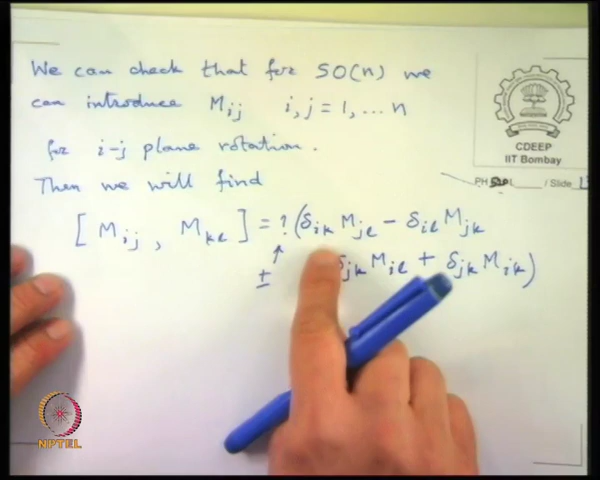 We can check that for SO(n) we
can introduce M_ij i, j = 1, ... n
for i-j plane rotation.
Then we will find
[ M_ij , M_kl ] = ? ( δ_ik M_jl - δ_il M_jk
± δ_jk M_il + δ_jk M_ik )
CDEEP
IIT Bombay
PH / Slide
NPTEL